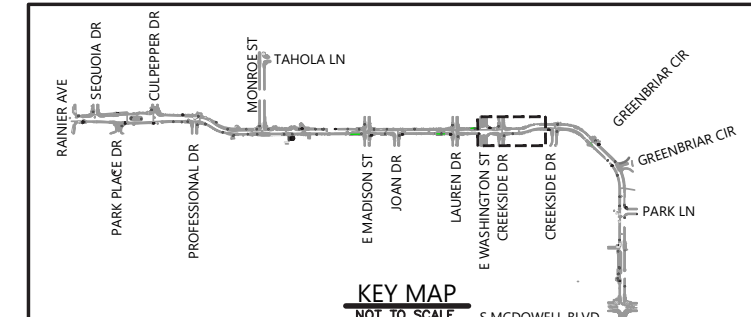 RAINIER AVE
SEQUOIA DR
CULPEPPER DR
MONROE ST
TAHOLA LN
GREENBRIAR CIR
GREENBRIAR CIR
PARK PLACE DR
PROFESSIONAL DR
E MADISON ST
JOAN DR
LAUREN DR
E WASHINGTON ST
CREEKSIDE DR
CREEKSIDE DR
PARK LN
KEY MAP
NOT TO SCALE
S MCDOWELL BLVD